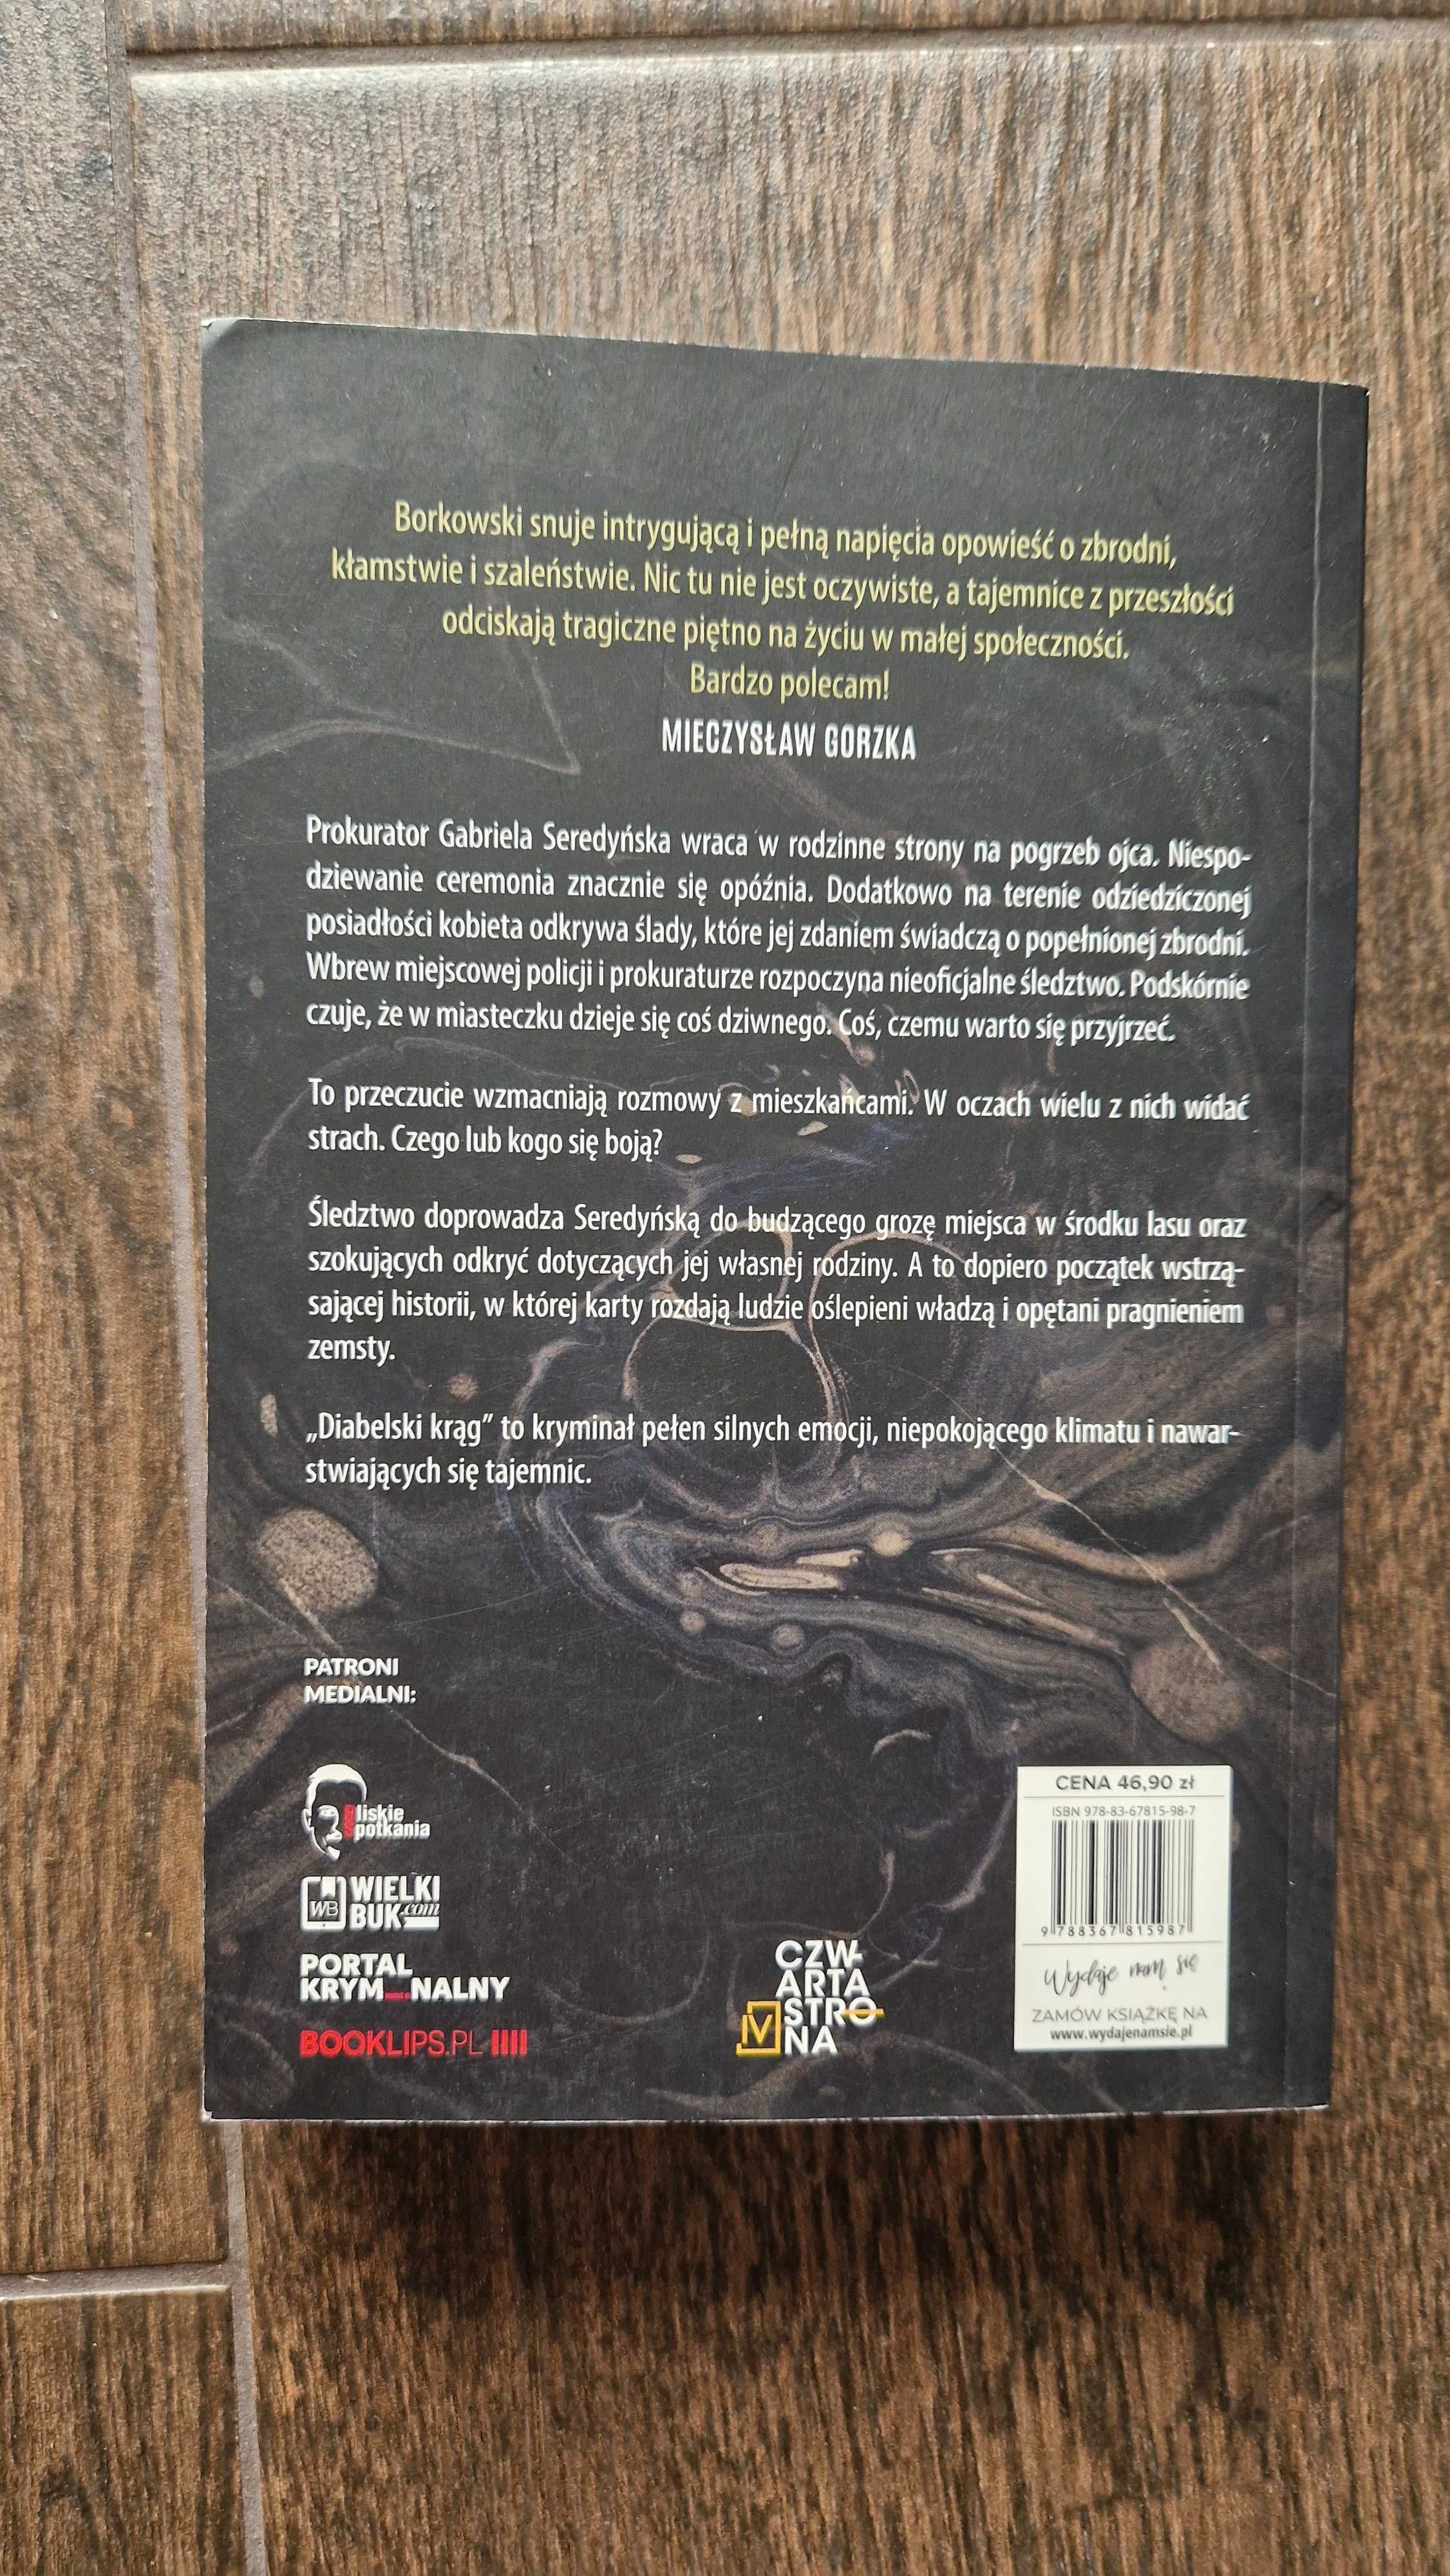 Borkowski snuje intrygującą i pełną napięcia opowieść o zbrodni,
kłamstwie i szaleństwie. Nic tu nie jest oczywiste, a tajemnice z przeszłości
odciskają tragiczne piętno na życiu w małej społeczności.
Bardzo polecam!
MIECZYSŁAW GORZKA
Prokurator Gabriela Seredyńska wraca w rodzinne strony na pogrzeb ojca. Niespo-
dziewanie ceremonia znacznie się opóźnia. Dodatkowo na terenie odziedziczonej
posiadłości kobieta odkrywa ślady, które jej zdaniem świadczą o popełnionej zbrodni.
Wbrew miejscowej policji i prokuraturze rozpoczyna nieoficjalne śledztwo. Podskórnie
czuje, że w miasteczku dzieje się coś dziwnego. Coś, czemu warto się przyjrzeć.
To przeczucie wzmacniają rozmowy z mieszkańcami. W oczach wielu z nich widać
strach. Czego lub kogo się boją?
Śledztwo doprowadza Seredyńską do budzącego grozę miejsca w środku lasu oraz
szokujących odkryć dotyczących jej własnej rodziny. A to dopiero początek wstrzą-
sającej historii, w której karty rozdają ludzie oślepieni władzą i opętani pragnieniem
zemsty.
„Diabelski krąg” to kryminał pełen silnych emocji, niepokojącego klimatu i nawar-
stwiających się tajemnic.
PATRONI
MEDIALNI:
liskie
potkania
WB
WIELKI
BUK.com
PORTAL
KRYM_NALNY
BOOKLIPS.PL
CZW
ARTA
STRO
NA
IV
CENA 46,90 zł
ISBN 978-83-67815-98-7
9 788367 815987
Wydaje nam się
ZAMÓW KSIĄŻKĘ NA
www.wydajenamsie.pl